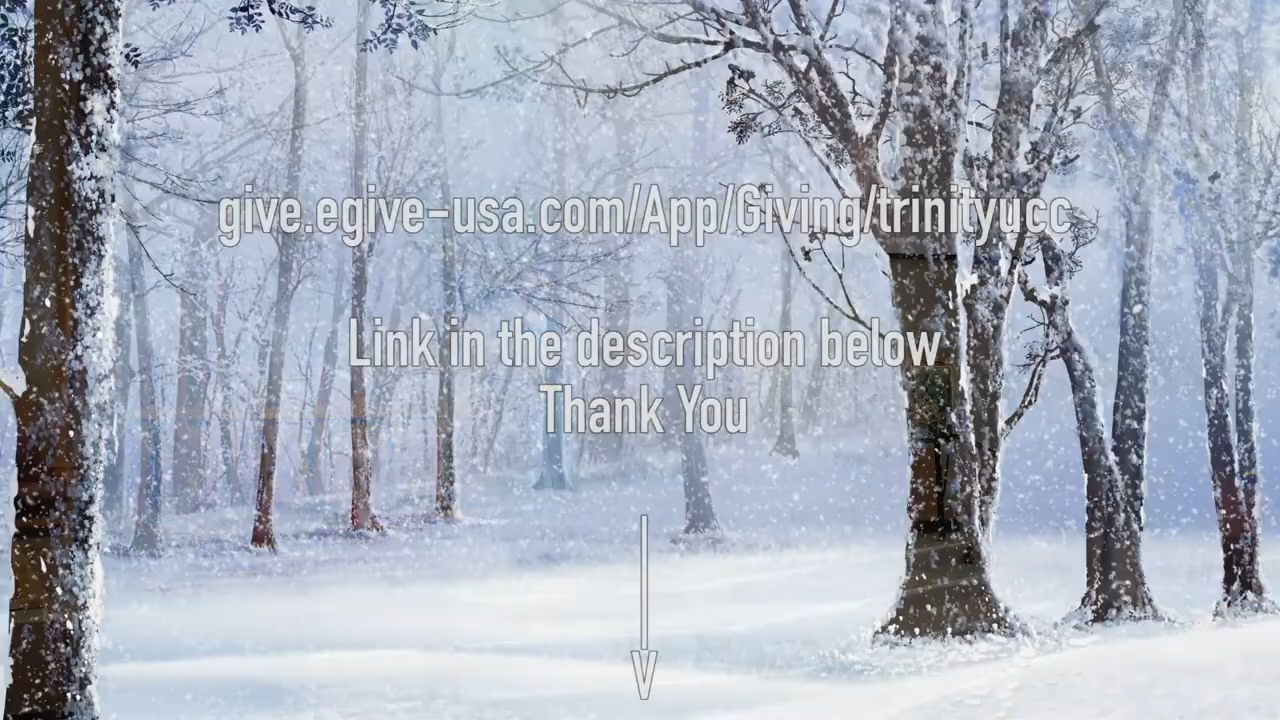 give.egive-usa.com/App/Giving/trinityucc
Link in the description below
Thank You